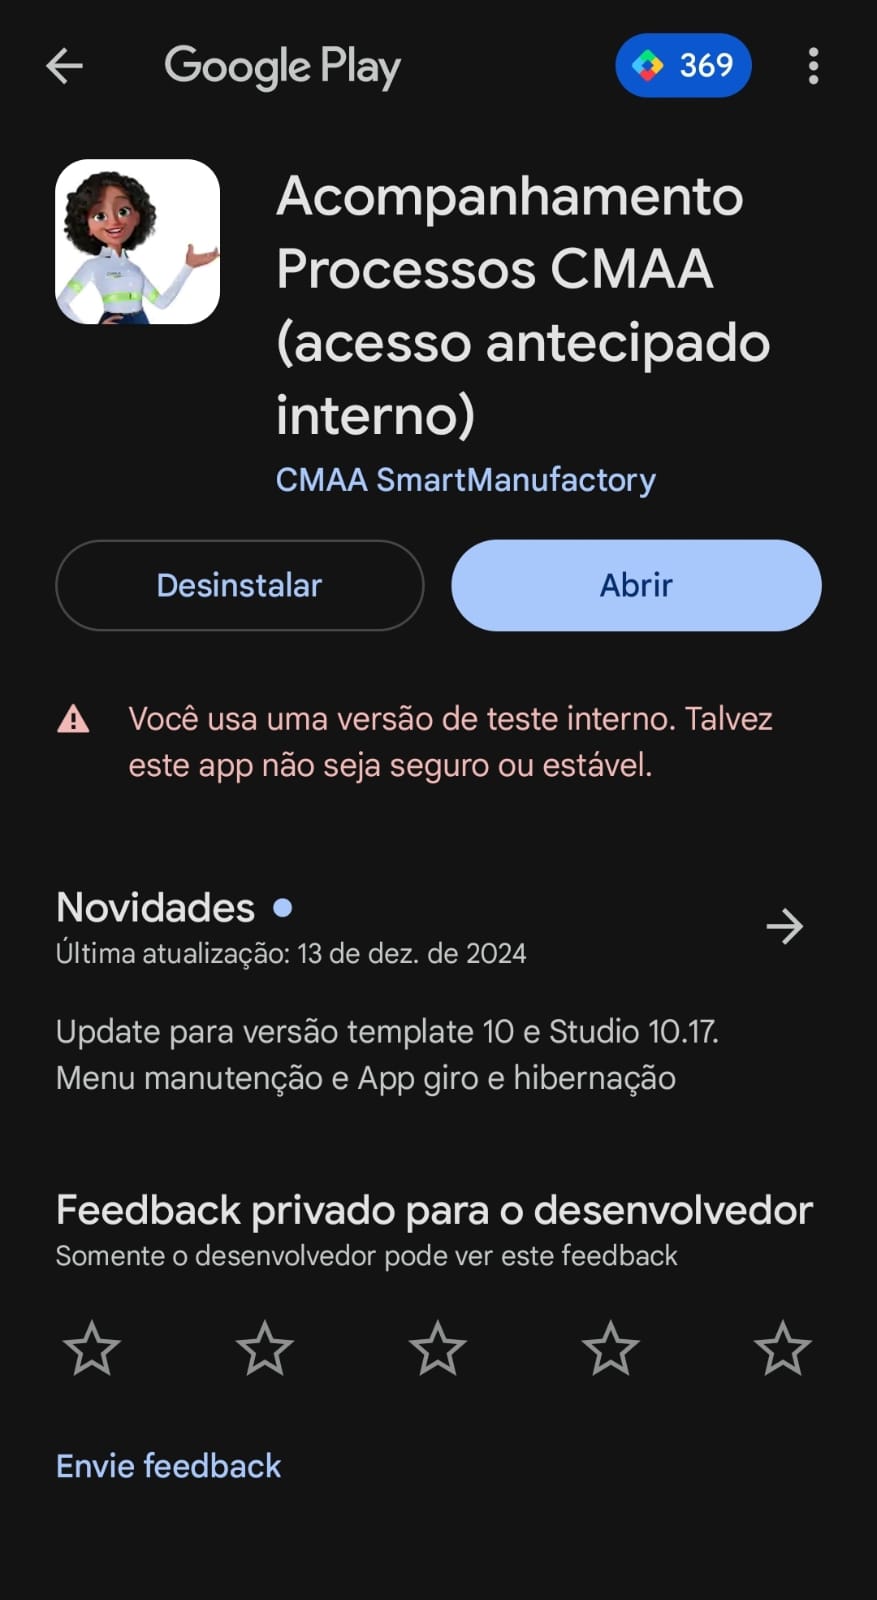 Google Play
369
Acompanhamento
Processos CMAA
(acesso antecipado
interno)
CMAA SmartManufactory
Desinstalar
Abrir
Você usa uma versão de teste interno. Talvez
este app não seja seguro ou estável.
Novidades
Última atualização: 13 de dez. de 2024
Update para versão template 10 e Studio 10.17.
Menu manutenção e App giro e hibernação
Feedback privado para o desenvolvedor
Somente o desenvolvedor pode ver este feedback
Envie feedback